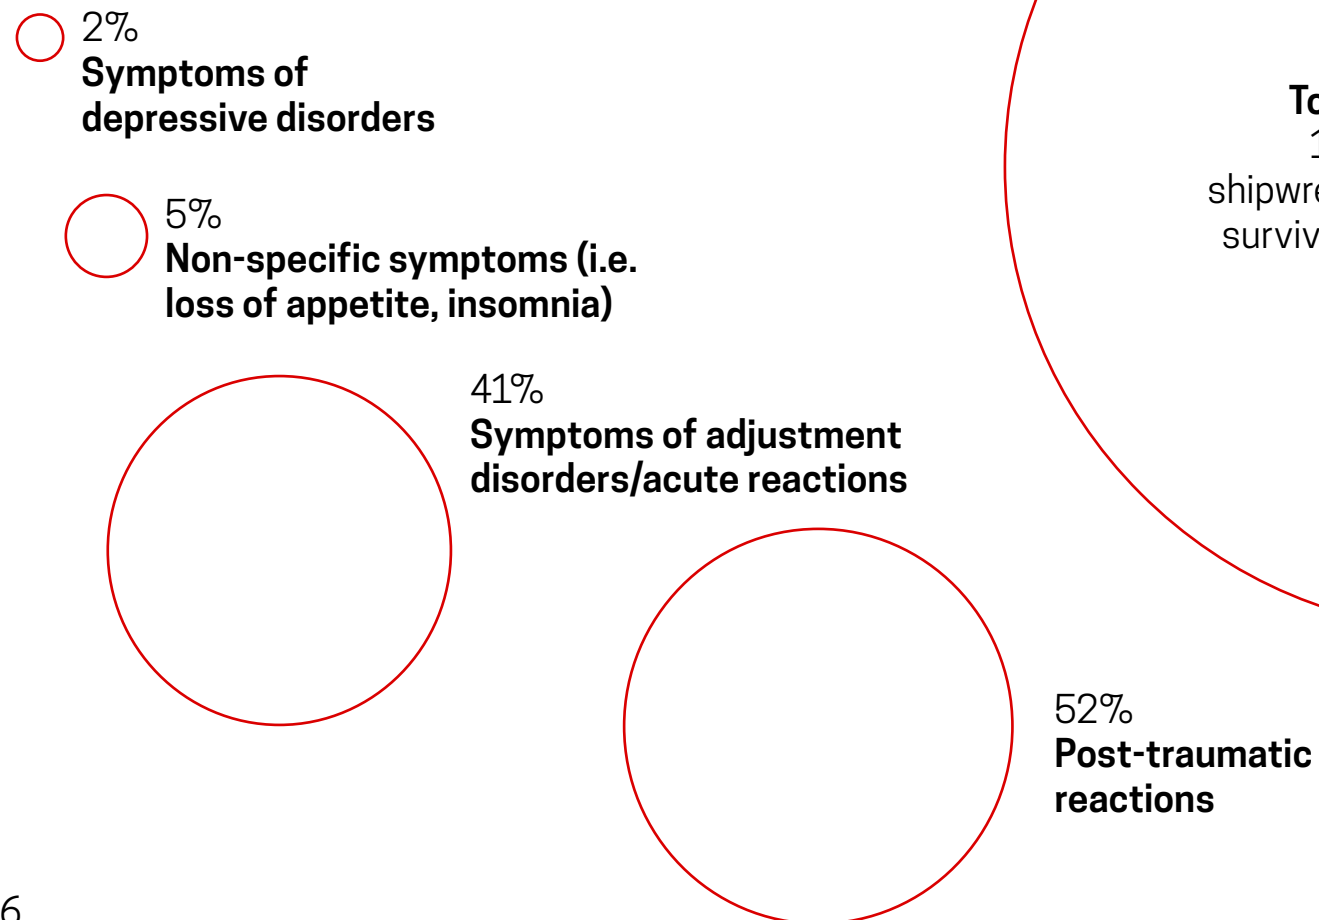 2%
Symptoms of
depressive disorders
5%
Non-specific symptoms (i.e.
loss of appetite, insomnia)
41%
Symptoms of adjustment
disorders/acute reactions
52%
Post-traumatic
reactions
6